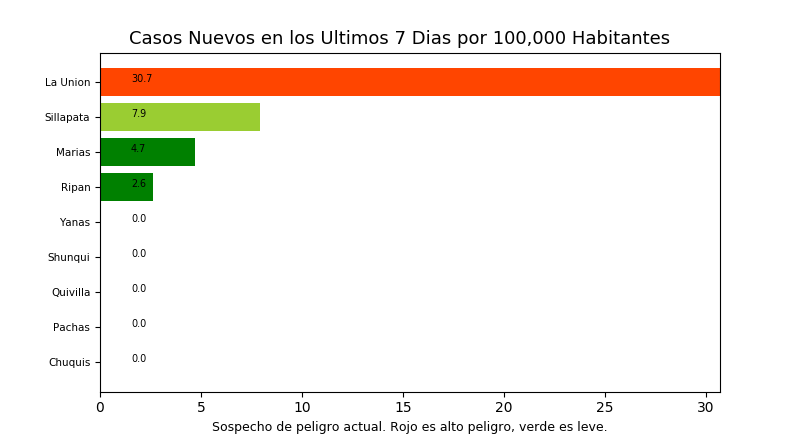 Casos Nuevos en los Ultimos 7 Dias por 100,000 Habitantes
La Union 30.7
Sillapata 7.9
Marias 4.7
Ripan 2.6
Yanas 0.0
Shunqui 0.0
Quivilla 0.0
Pachas 0.0
Chuquis 0.0
0 5 10 15 20 25 30
Sospecho de peligro actual. Rojo es alto peligro, verde es leve.